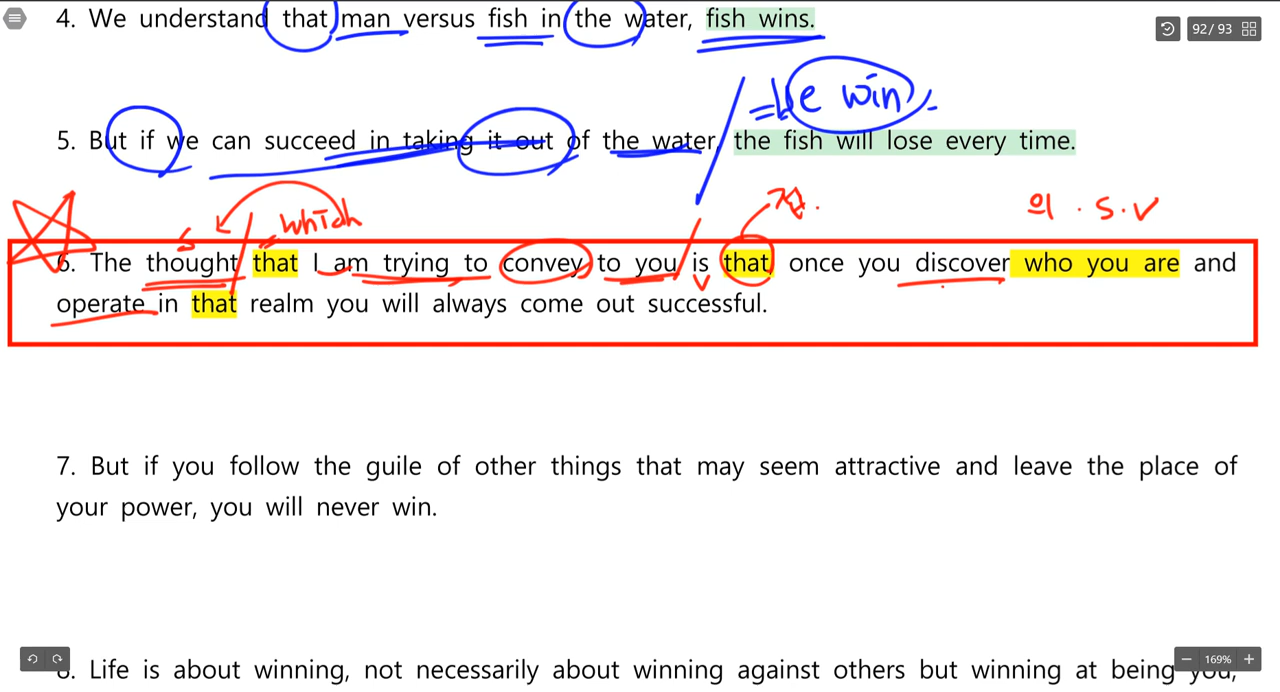 4. We understand that man versus fish in the water, fish wins.
92/ 93
=be win
5. But if we can succeed in taking it out of the water, the fish will lose every time.
S
which
접.
의 . S. V
6. The thought that I am trying to convey to you is that, once you discover who you are and
V
operate in that realm you will always come out successful.
7. But if you follow the guile of other things that may seem attractive and leave the place of
your power, you will never win.
8. Life is about winning, not necessarily about winning against others but winning at being you,
169%